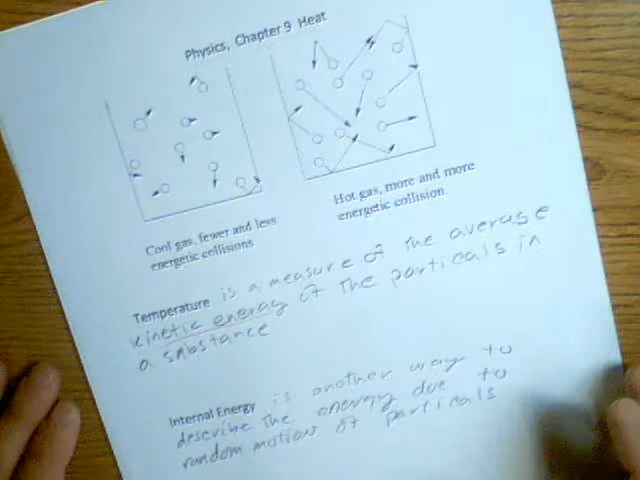 Physics, Chapter 9 Heat
Cool gas, fewer and less
energetic collisions
Hot gas, more and more
energetic collision
Temperature is a measure of the average
kinetic energy of the particals in
a substance
Internal Energy is another way to
describe the energy due to
random motion of particals